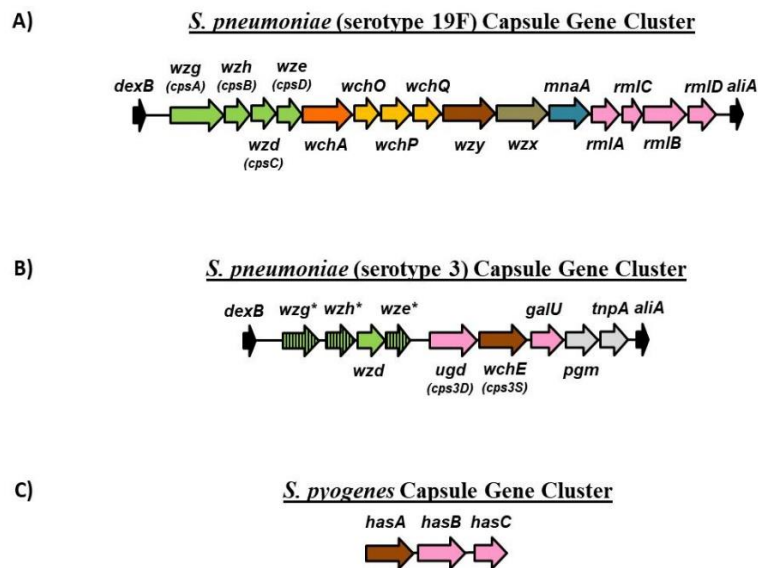 A)
S. pneumoniae (serotype 19F) Capsule Gene Cluster
wzg wzh wze wchO wchQ mnaA rmlC rmlD aliA
dexB (cpsA) (cpsB) (cpsD)
wzd wchA wchP wzy wzx rmlA rmlB
(cpsC)
B)
S. pneumoniae (serotype 3) Capsule Gene Cluster
dexB wzg* wzh* wze* galU tnpA aliA
wzd ugd wchE pgm
(cps3D) (cps3S)
C)
S. pyogenes Capsule Gene Cluster
hasA hasB hasC